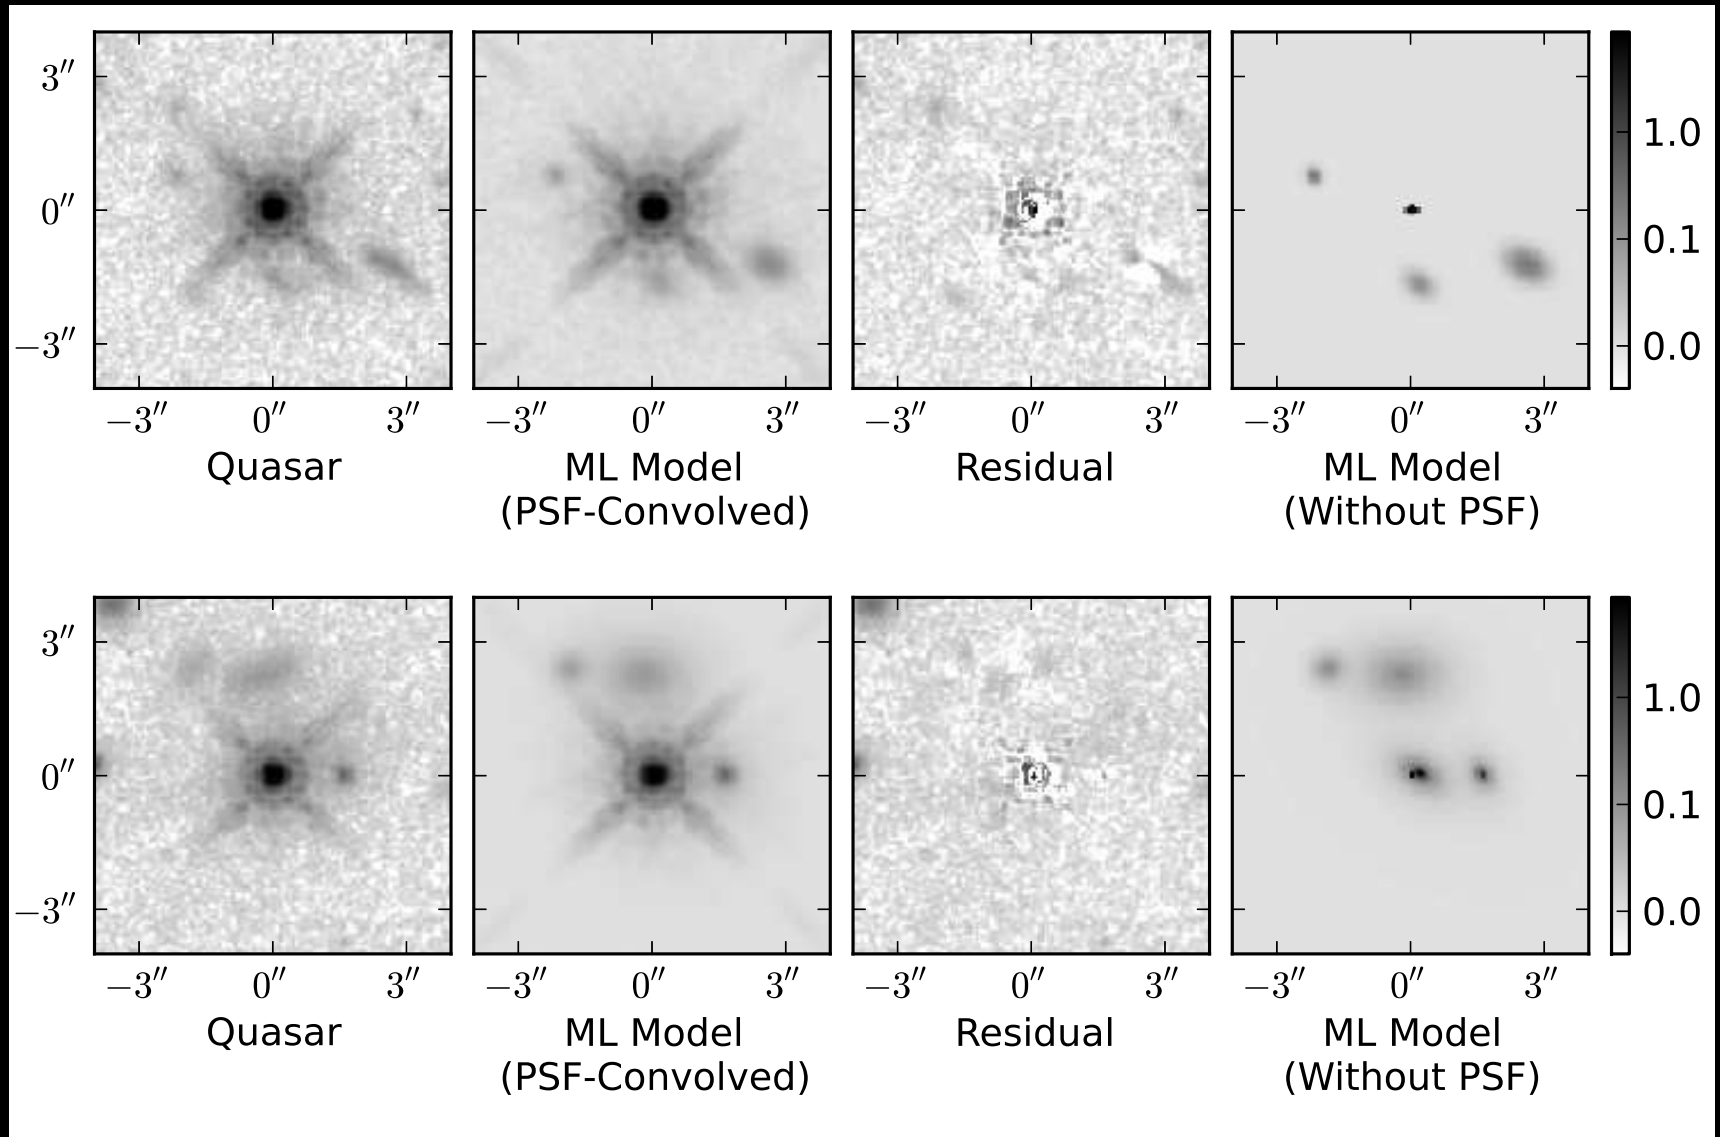 3″
0″
−3″
−3″ 0″ 3″ −3″ 0″ 3″ −3″ 0″ 3″ −3″ 0″ 3″
1.0
0.1
0.0
Quasar
ML Model
(PSF-Convolved)
Residual
ML Model
(Without PSF)
3″
0″
−3″
−3″ 0″ 3″ −3″ 0″ 3″ −3″ 0″ 3″ −3″ 0″ 3″
1.0
0.1
0.0
Quasar
ML Model
(PSF-Convolved)
Residual
ML Model
(Without PSF)